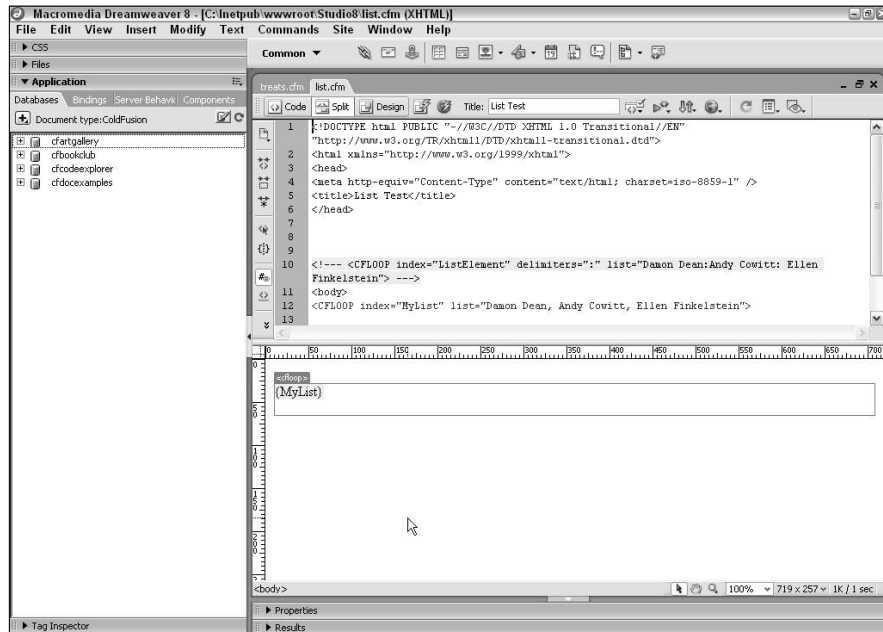 Macromedia Dreamweaver 8 - [C:\Inetpub\wwwroot\Studio8\list.cfm (XHTML)]
File Edit View Insert Modify Text Commands Site Window Help
CSS
Files
Application
Databases Bindings Server Behavi Components
Document type:ColdFusion
cfartgallery
cfbookclub
cfcodeexplorer
cfdocexamples
Tag Inspector
Common
treats.cfm list.cfm
Code Split Design Title: List Test
1 <!DOCTYPE html PUBLIC "-//W3C//DTD XHTML 1.0 Transitional//EN"
"http://www.w3.org/TR/xhtml1/DTD/xhtml1-transitional.dtd">
2 <html xmlns="http://www.w3.org/1999/xhtml">
3 <head>
4 <meta http-equiv="Content-Type" content="text/html; charset=iso-8859-1" />
5 <title>List Test</title>
6 </head>
7
8
9
10 <!--- <CFLOOP index="ListElement" delimiters=":" list="Damon Dean:Andy Cowitt: Ellen
Finkelstein"> --->
11 <body>
12 <CFLOOP index="MyList" list="Damon Dean, Andy Cowitt, Ellen Finkelstein">
13
0 50 100 150 200 250 300 350 400 450 500 550 600 650 700
0
50
100
150
200
<cfloop>
{MyList}
<body> 100% 719 x 257 1K / 1 sec
Properties
Results